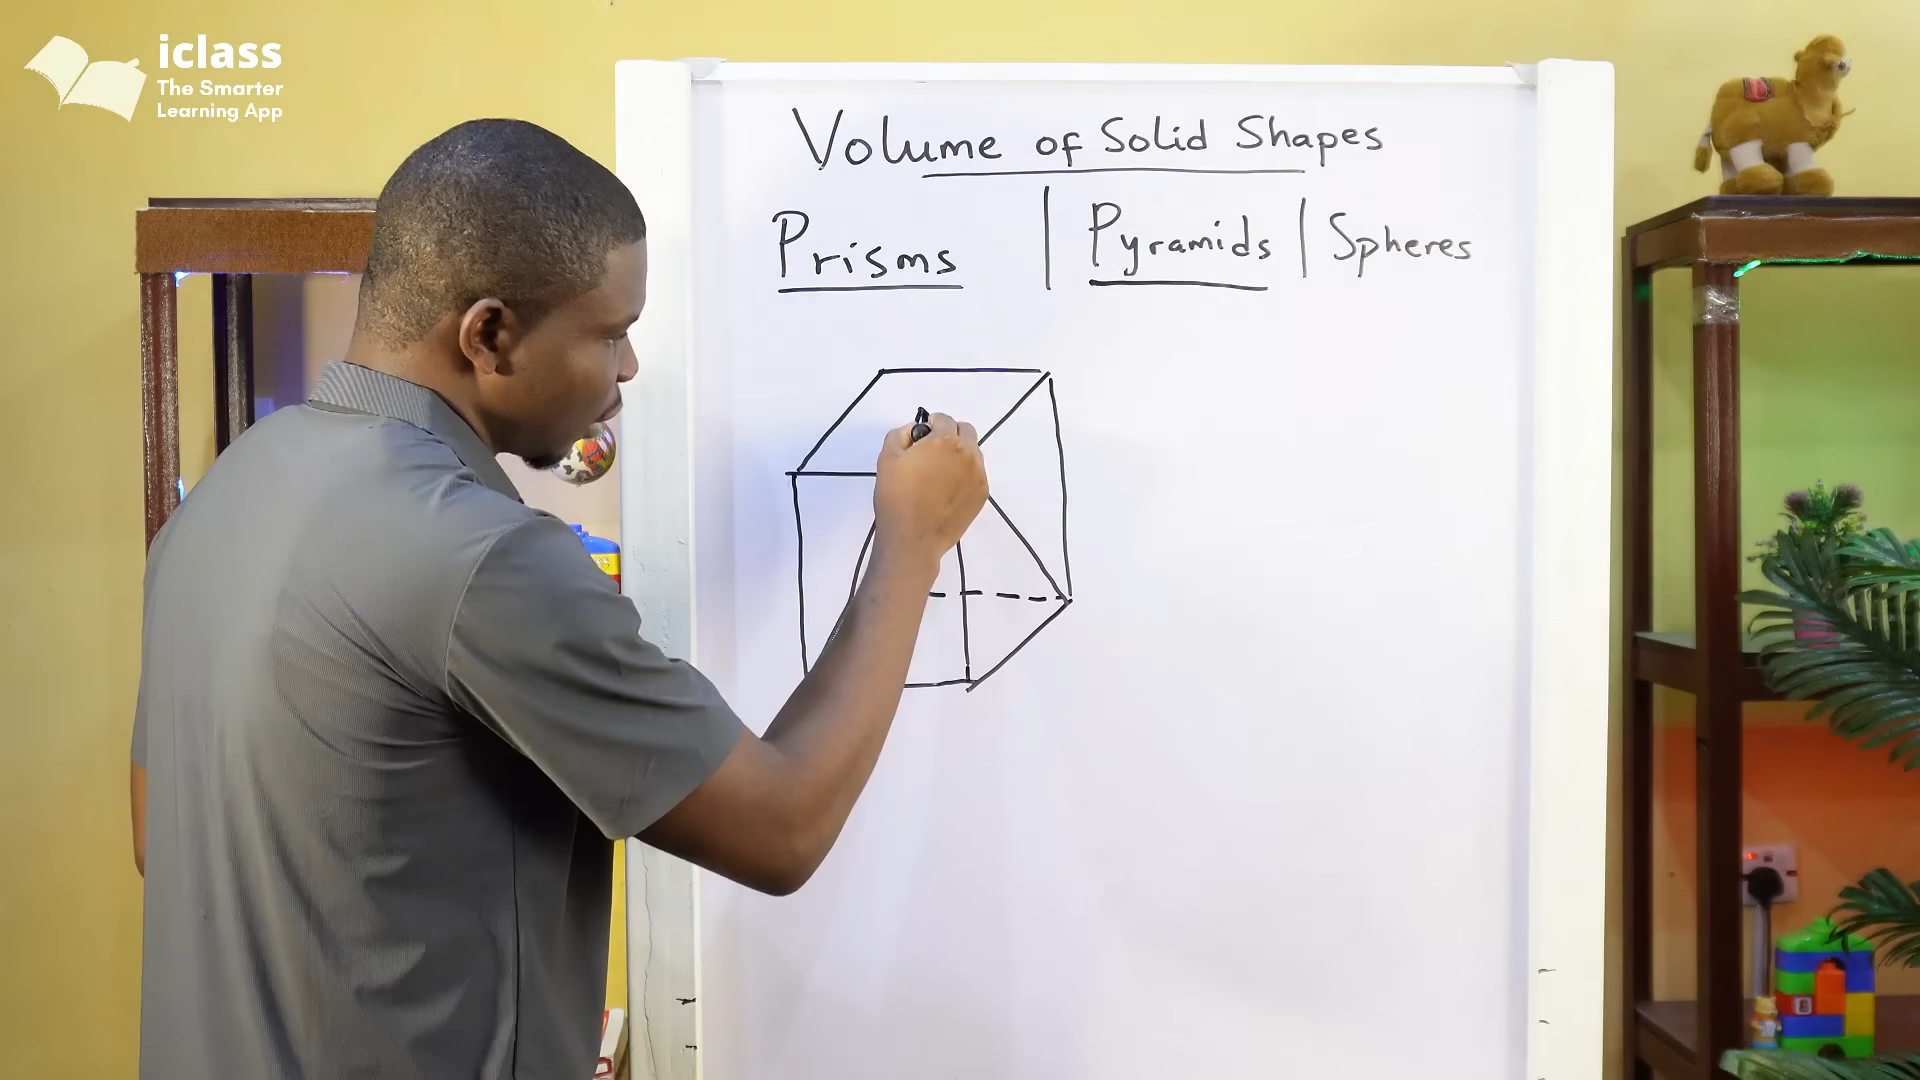 iclass
The Smarter
Learning App
Volume of Solid Shapes
Prisms | Pyramids | Spheres